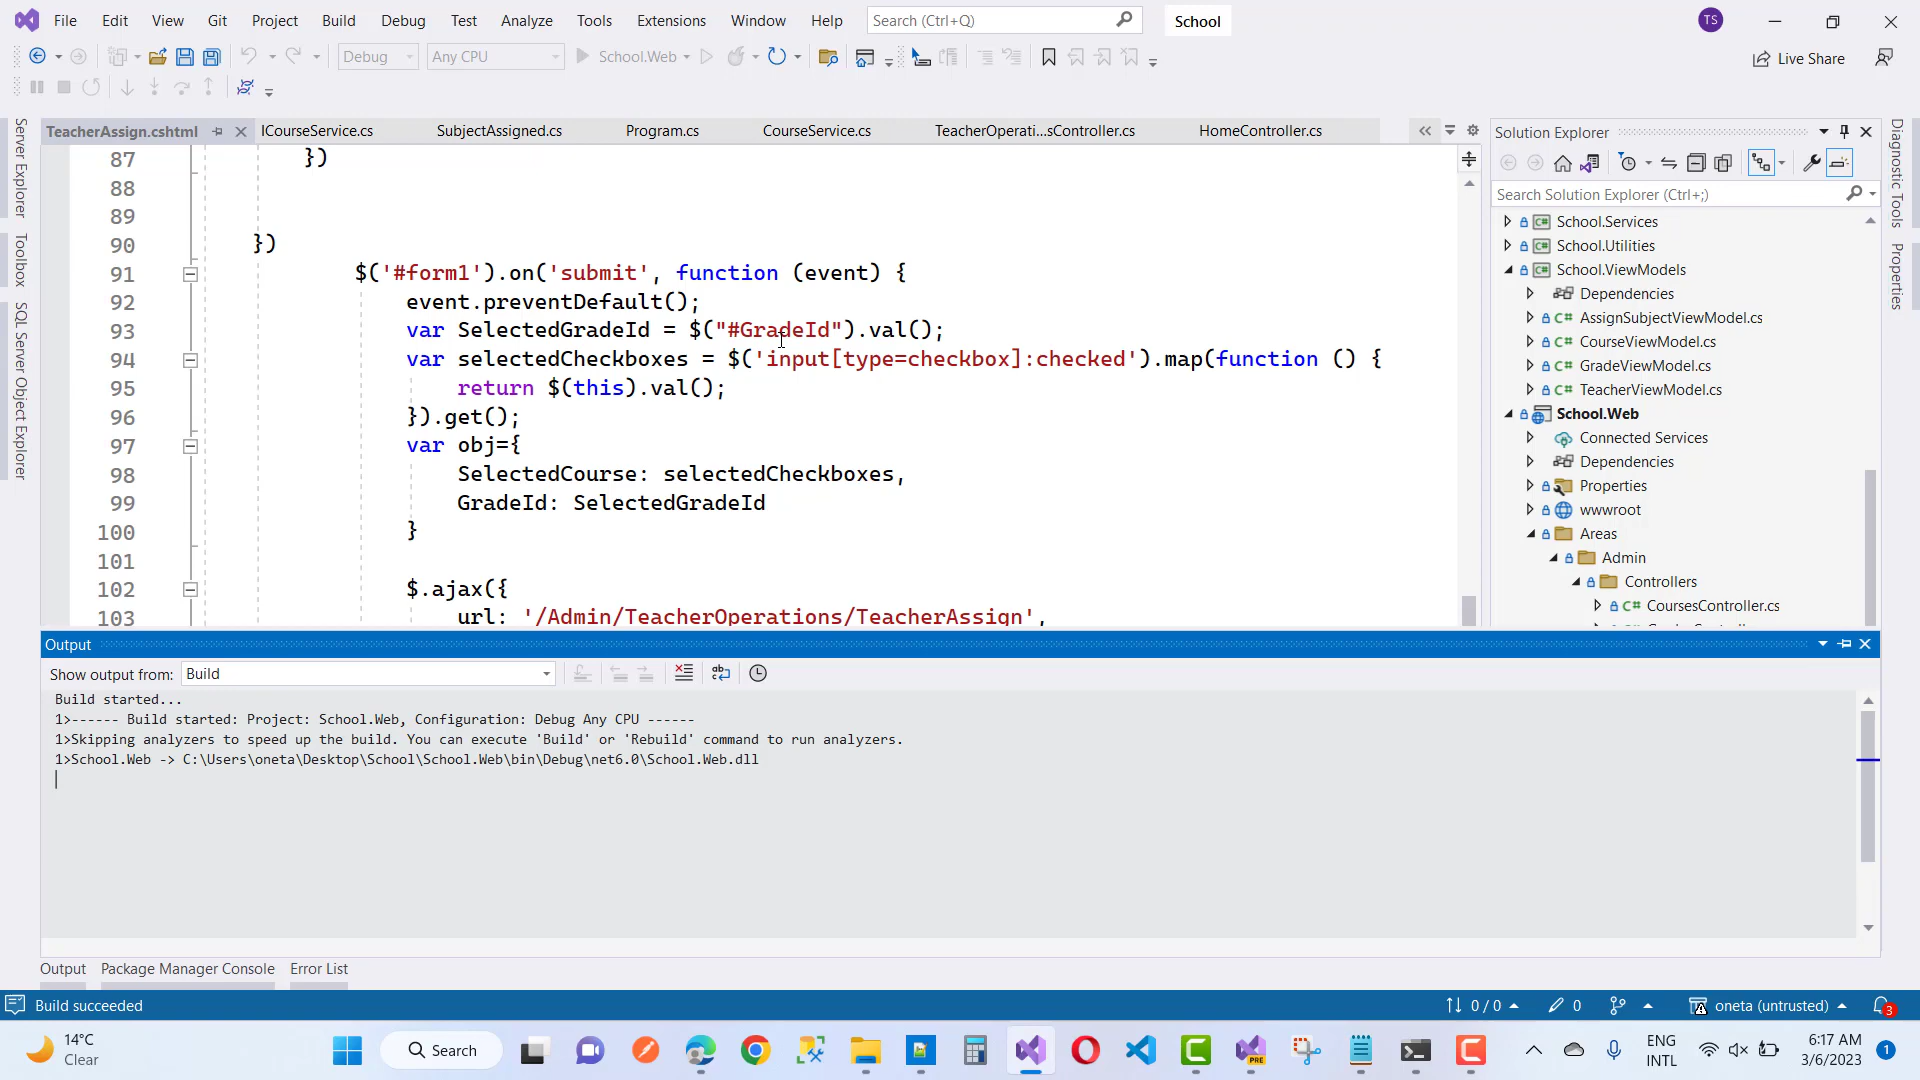 File Edit View Git Project Build Debug Test Analyze Tools Extensions Window Help Search (Ctrl+Q) School TS
Debug Any CPU School.Web Live Share
TeacherAssign.cshtml ICourseService.cs SubjectAssigned.cs Program.cs CourseService.cs TeacherOperati...sController.cs HomeController.cs
Server Explorer
Toolbox
SQL Server Object Explorer
87 })
88
89
90 })
91 $('#form1').on('submit', function (event) {
92 event.preventDefault();
93 var SelectedGradeId = $("#GradeId").val();
94 var selectedCheckboxes = $('input[type=checkbox]:checked').map(function () {
95 return $(this).val();
96 }).get();
97 var obj={
98 SelectedCourse: selectedCheckboxes,
99 GradeId: SelectedGradeId
100 }
101
102 $.ajax({
103 url: '/Admin/TeacherOperations/TeacherAssign',
Solution Explorer
Search Solution Explorer (Ctrl+;)
School.Services
School.Utilities
School.ViewModels
Dependencies
AssignSubjectViewModel.cs
CourseViewModel.cs
GradeViewModel.cs
TeacherViewModel.cs
School.Web
Connected Services
Dependencies
Properties
wwwroot
Areas
Admin
Controllers
CoursesController.cs
Diagnostic Tools
Properties
Output
Show output from: Build
Build started...
1>------ Build started: Project: School.Web, Configuration: Debug Any CPU ------
1>Skipping analyzers to speed up the build. You can execute 'Build' or 'Rebuild' command to run analyzers.
1>School.Web -> C:\Users\oneta\Desktop\School\School.Web\bin\Debug\net6.0\School.Web.dll
Output Package Manager Console Error List
Build succeeded 0 / 0 0 oneta (untrusted) 3
14°C
Clear
Search
PRE
ENG
INTL
6:17 AM
3/6/2023
1